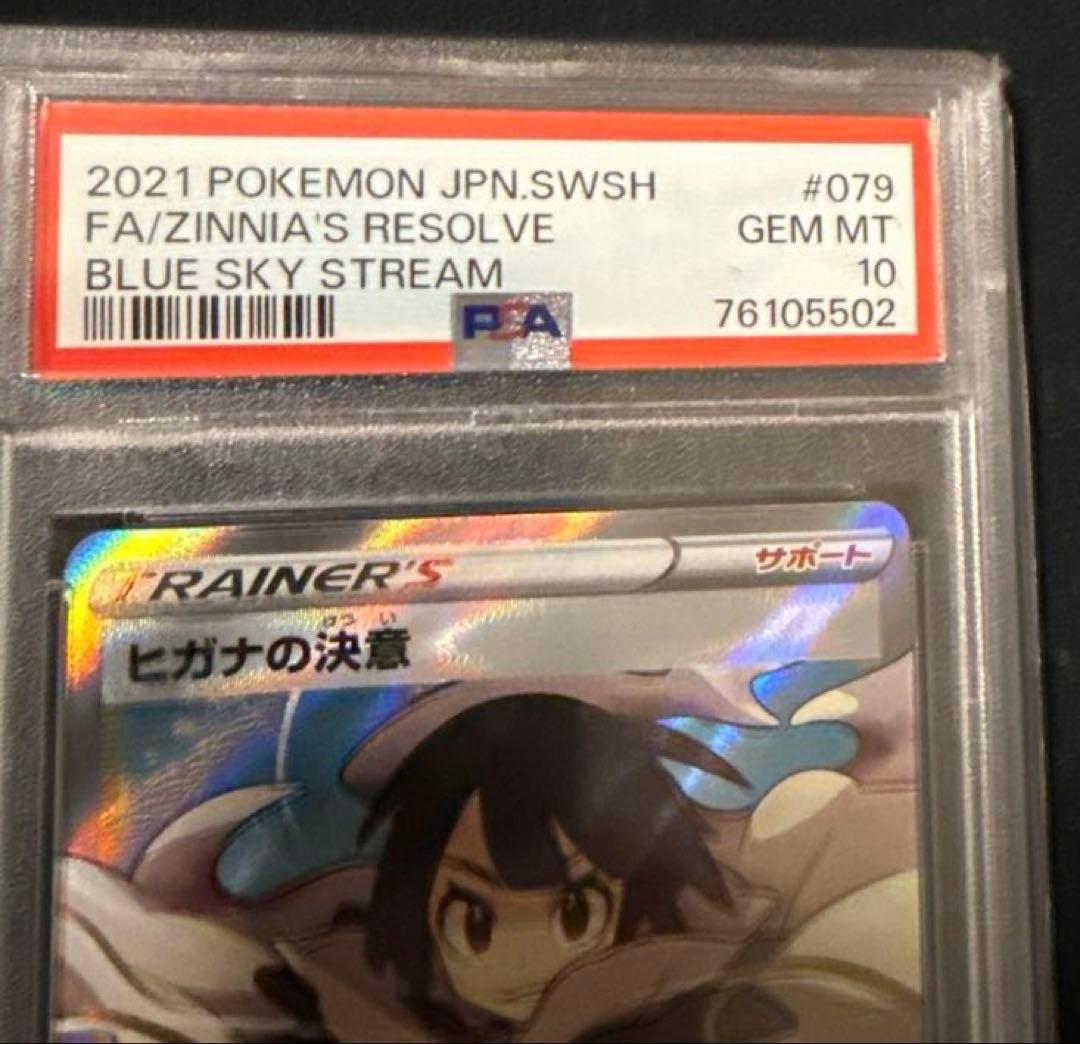 2021 POKEMON JPN.SWSH #079
FA/ZINNIA'S RESOLVE GEM MT
BLUE SKY STREAM 10
PSA 76105502
TRAINER'S サポート
けつ い
ヒガナの決意